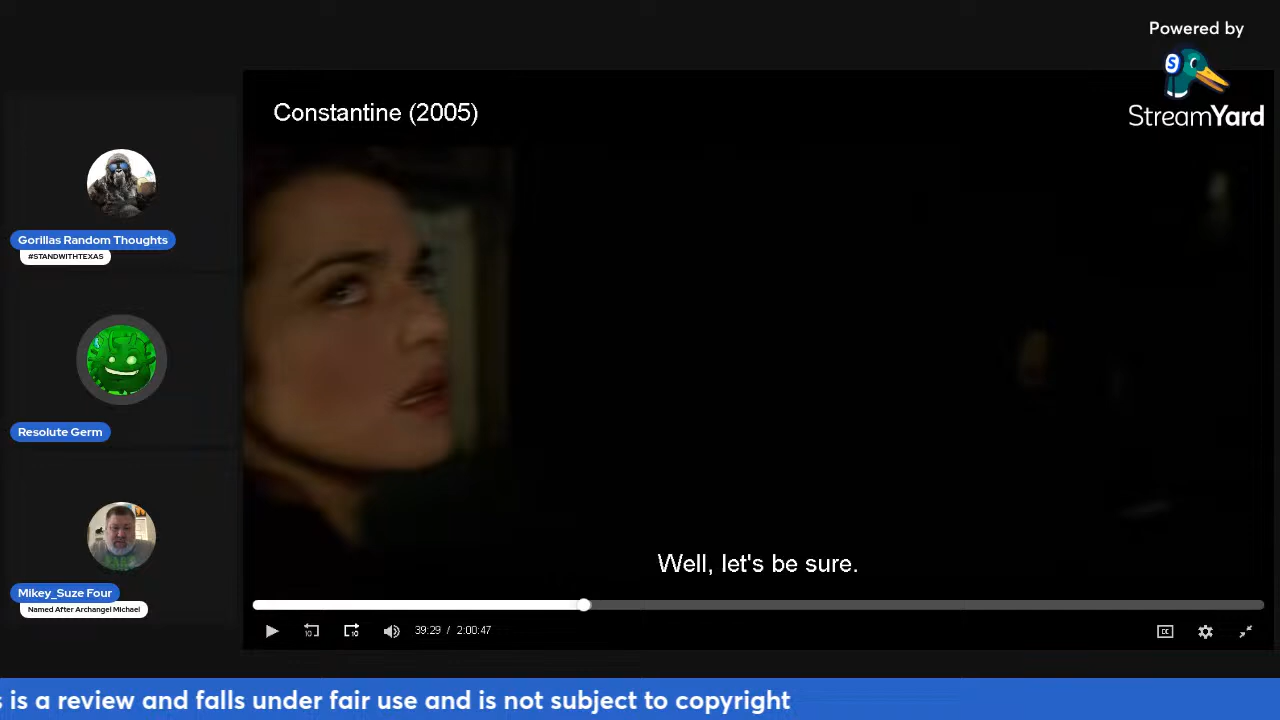 Powered by
StreamYard
Constantine (2005)
Gorillas Random Thoughts
#STANDWITHTEXAS
Resolute Germ
Mikey_Suze Four
Named After Archangel Michael
Well, let's be sure.
39:29 / 2:00:47
s is a review and falls under fair use and is not subject to copyright